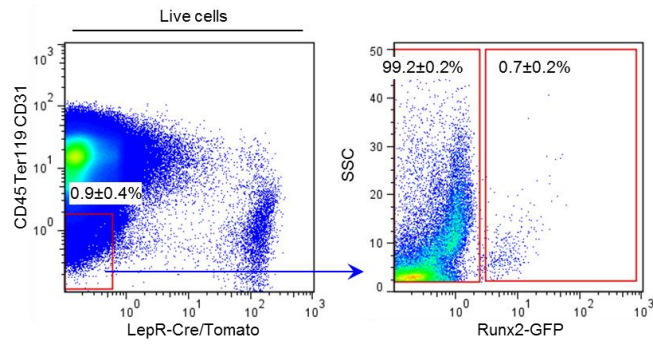 Live cells
CD45Ter119 CD31
10³
10²
10¹
10⁰
0.9±0.4%
10⁰ 10¹ 10² 10³
LepR-Cre/Tomato
SSC
50
40
30
20
10
0
99.2±0.2% 0.7±0.2%
10⁰ 10¹ 10² 10³
Runx2-GFP